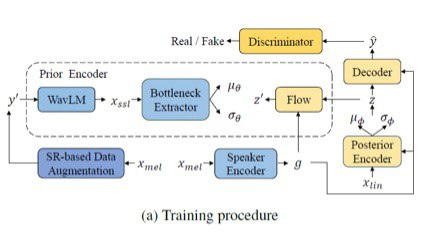 Real / Fake
Discriminator
ŷ
Prior Encoder
Decoder
y′
WavLM
x_ssl
Bottleneck
Extractor
μ_θ
σ_θ
z′
Flow
z
μ_ϕ
σ_ϕ
SR-based Data
Augmentation
x_mel
x_mel
Speaker
Encoder
g
Posterior
Encoder
x_lin
(a) Training procedure